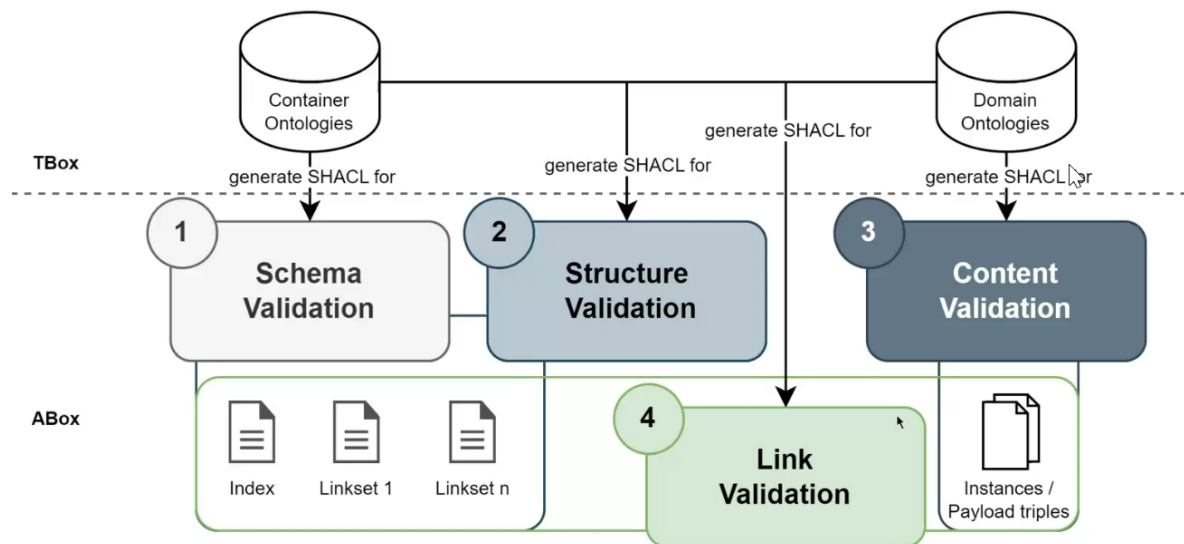 Container
Ontologies
Domain
Ontologies
generate SHACL for
TBox
generate SHACL for
generate SHACL for
generate SHACL for
1
2
3
Schema
Validation
Structure
Validation
Content
Validation
ABox
4
Link
Validation
Index
Linkset 1
Linkset n
Instances /
Payload triples